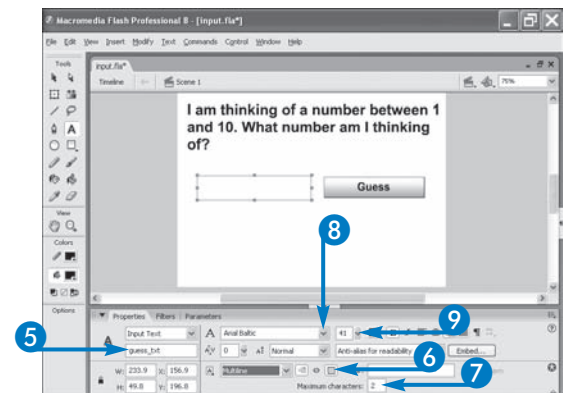 Macromedia Flash Professional 8 - [input.fla*]
File Edit View Insert Modify Text Commands Control Window Help
Tools
input.fla*
Timeline Scene 1 75%
I am thinking of a number between 1
and 10. What number am I thinking
of?
Guess
View
Colors
Options
8
Properties Filters Parameters
5
9
Input Text A Arial Baltic 41
guess_txt 0 Normal Anti-alias for readability Embed...
6
W: 233.9 X: 156.9 Multiline
7
H: 49.8 Y: 196.8 Maximum characters: 2